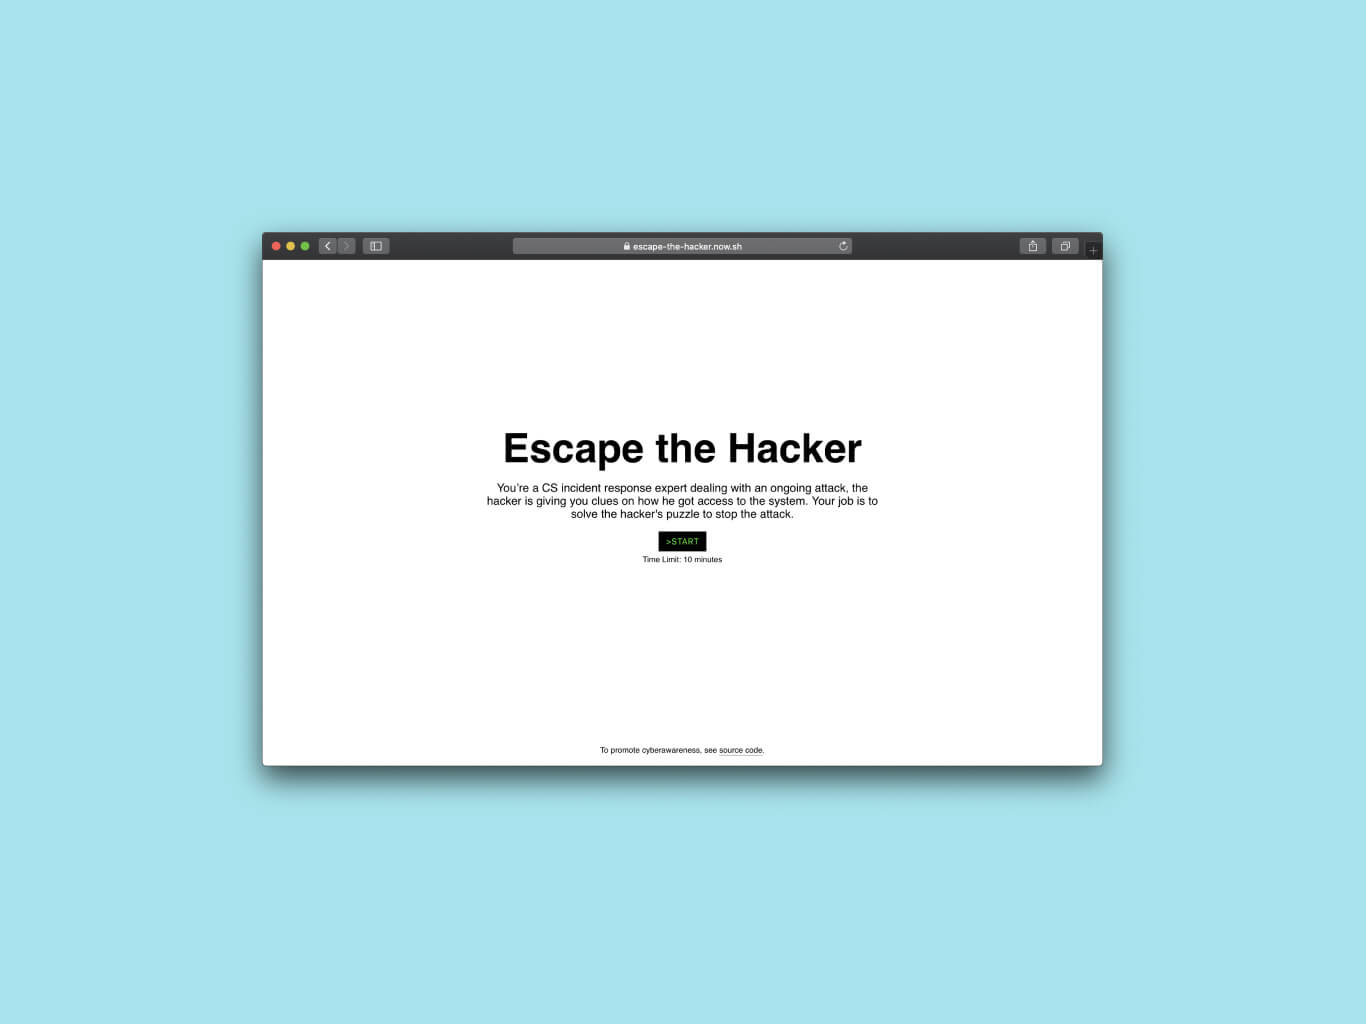 escape-the-hacker.now.sh
Escape the Hacker
You're a CS incident response expert dealing with an ongoing attack, the
hacker is giving you clues on how he got access to the system. Your job is to
solve the hacker's puzzle to stop the attack.
>START
Time Limit: 10 minutes
To promote cyberawareness, see source code.